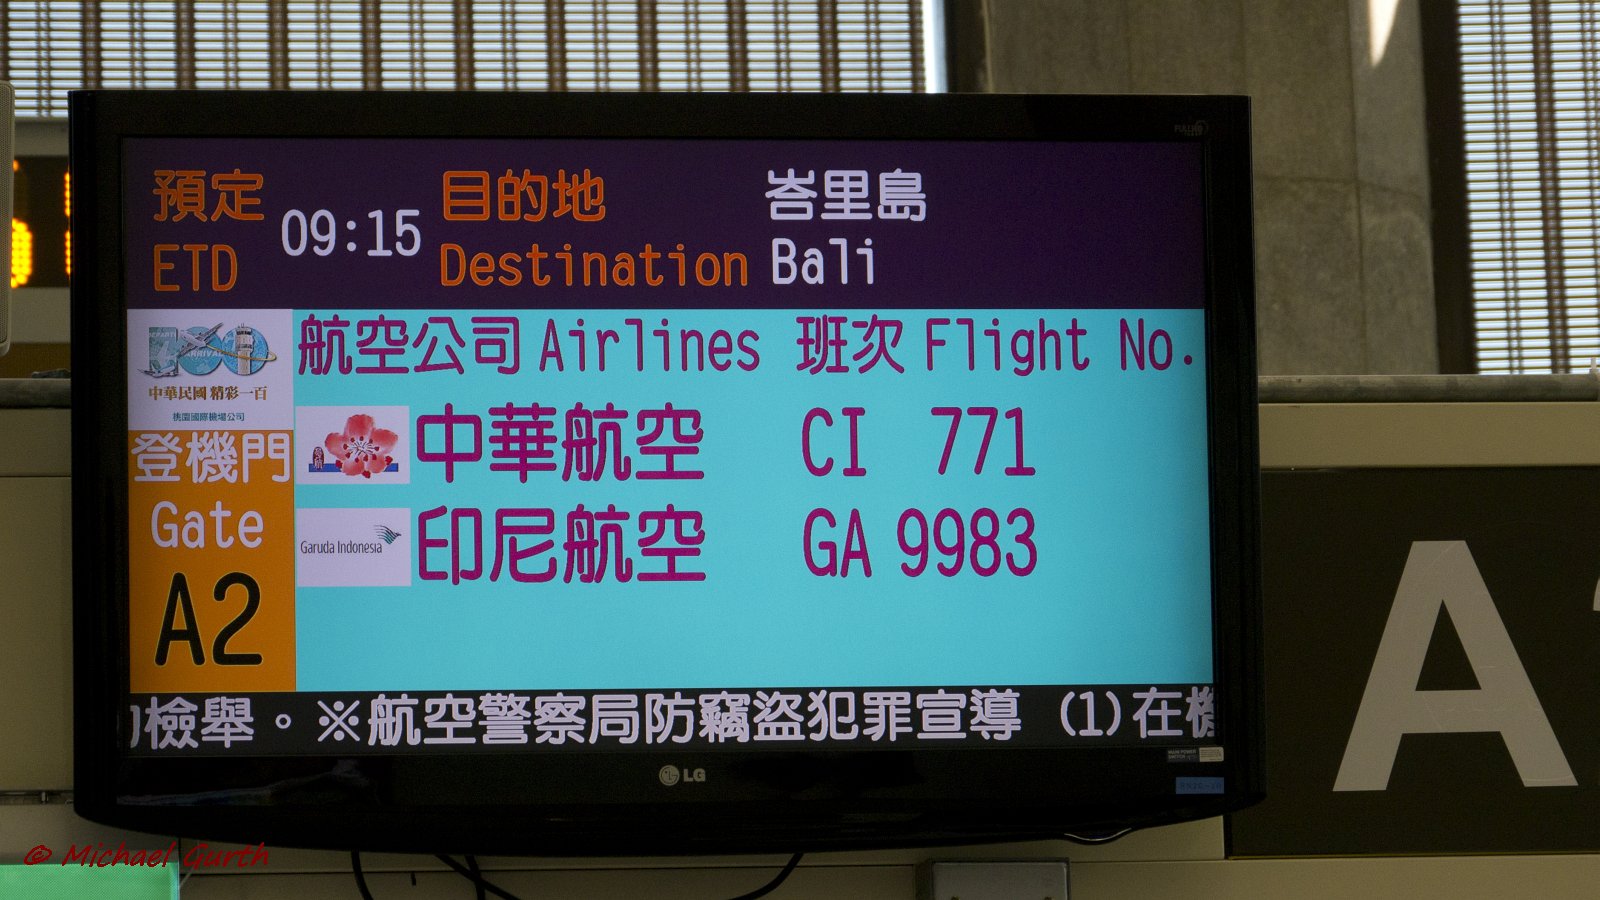 預定 09:15 目的地 峇里島
ETD Destination Bali
航空公司 Airlines 班次 Flight No.
中華民國 精彩一百
桃園國際機場公司
中華航空 CI 771
登機門
Gate
A2
Garuda Indonesia 印尼航空 GA 9983
檢舉。※航空警察局防竊盜犯罪宣導 (1)在機
LG
A
© Michael Gurth